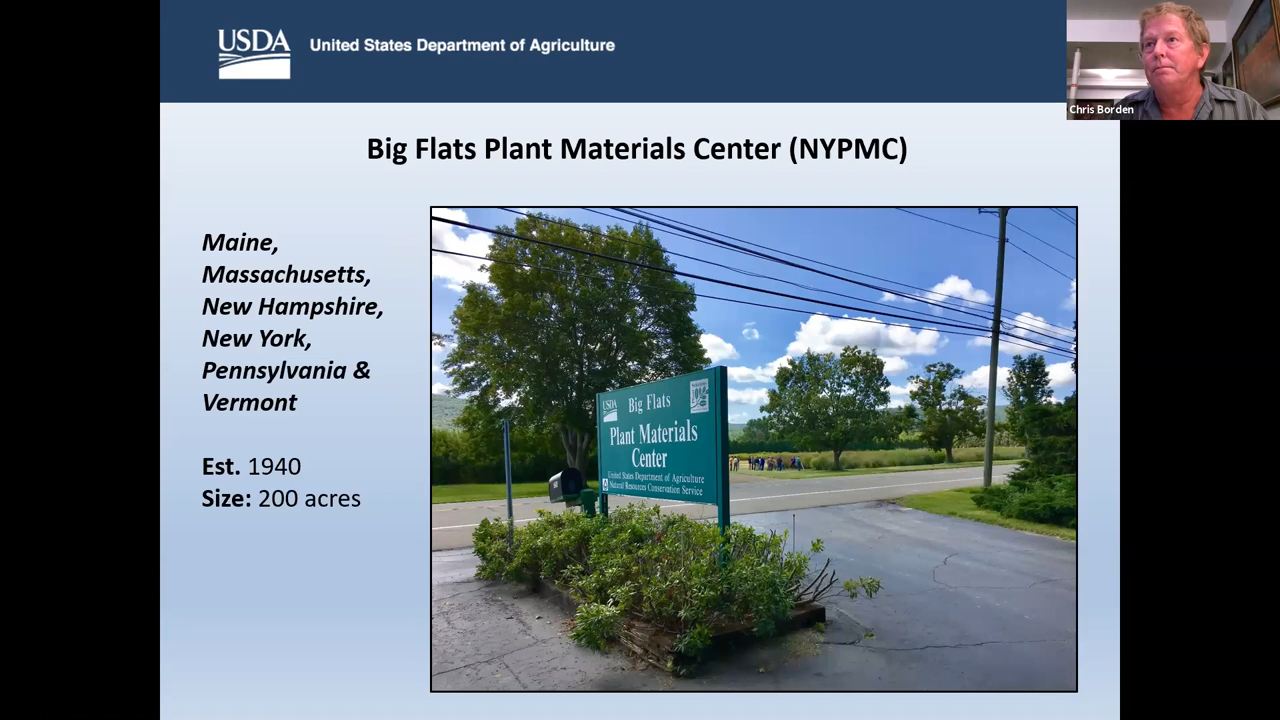 USDA
United States Department of Agriculture
Chris Borden
Big Flats Plant Materials Center (NYPMC)
Maine,
Massachusetts,
New Hampshire,
New York,
Pennsylvania &
Vermont
Est. 1940
Size: 200 acres
USDA
Big Flats
Plant Materials
Center
United States Department of Agriculture
Natural Resources Conservation Service